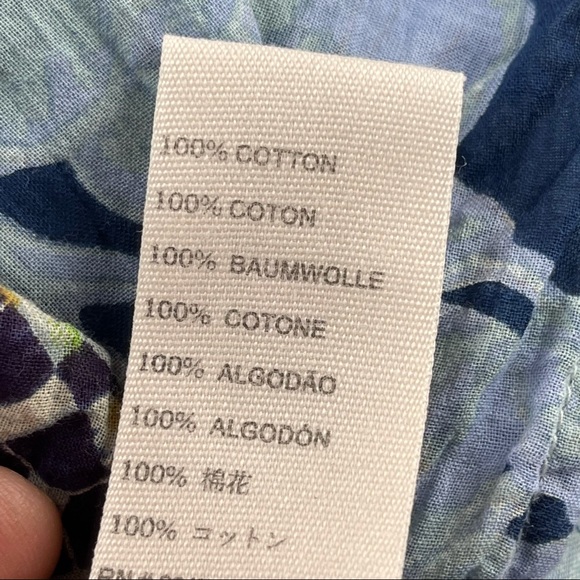 100% COTTON
100% COTON
100% BAUMWOLLE
100% COTONE
100% ALGODÃO
100% ALGODÓN
100% 棉花
100% コットン
RN #